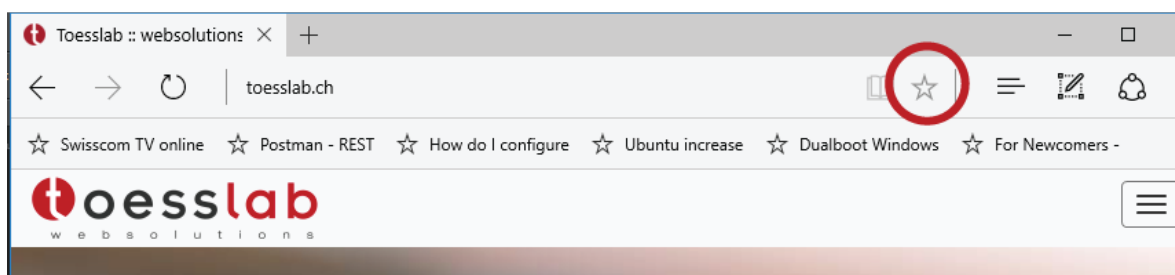 Toesslab :: websolutions
toesslab.ch
Swisscom TV online Postman - REST How do I configure Ubuntu increase Dualboot Windows For Newcomers -
toesslab
websolutions